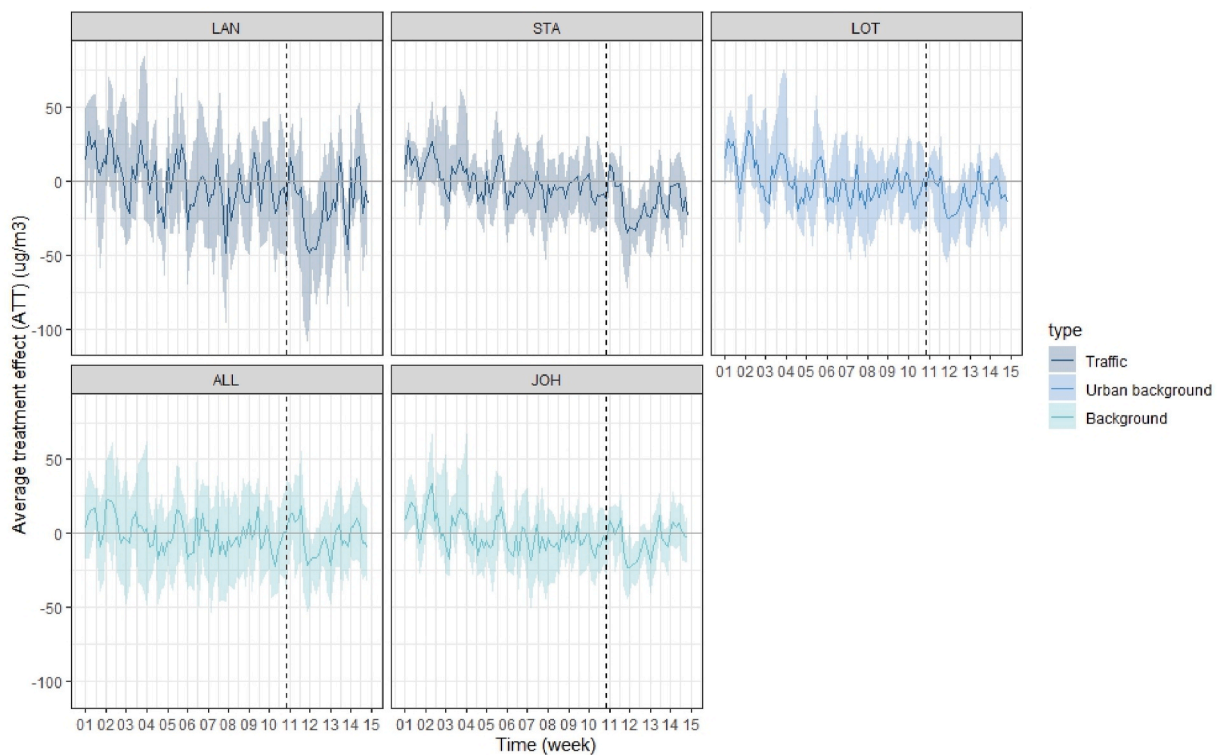 LAN
STA
LOT
50
0
-50
-100
01 02 03 04 05 06 07 08 09 10 11 12 13 14 15
ALL
JOH
50
0
-50
-100
01 02 03 04 05 06 07 08 09 10 11 12 13 14 15
01 02 03 04 05 06 07 08 09 10 11 12 13 14 15
Average treatment effect (ATT) (ug/m3)
Time (week)
type
Traffic
Urban background
Background